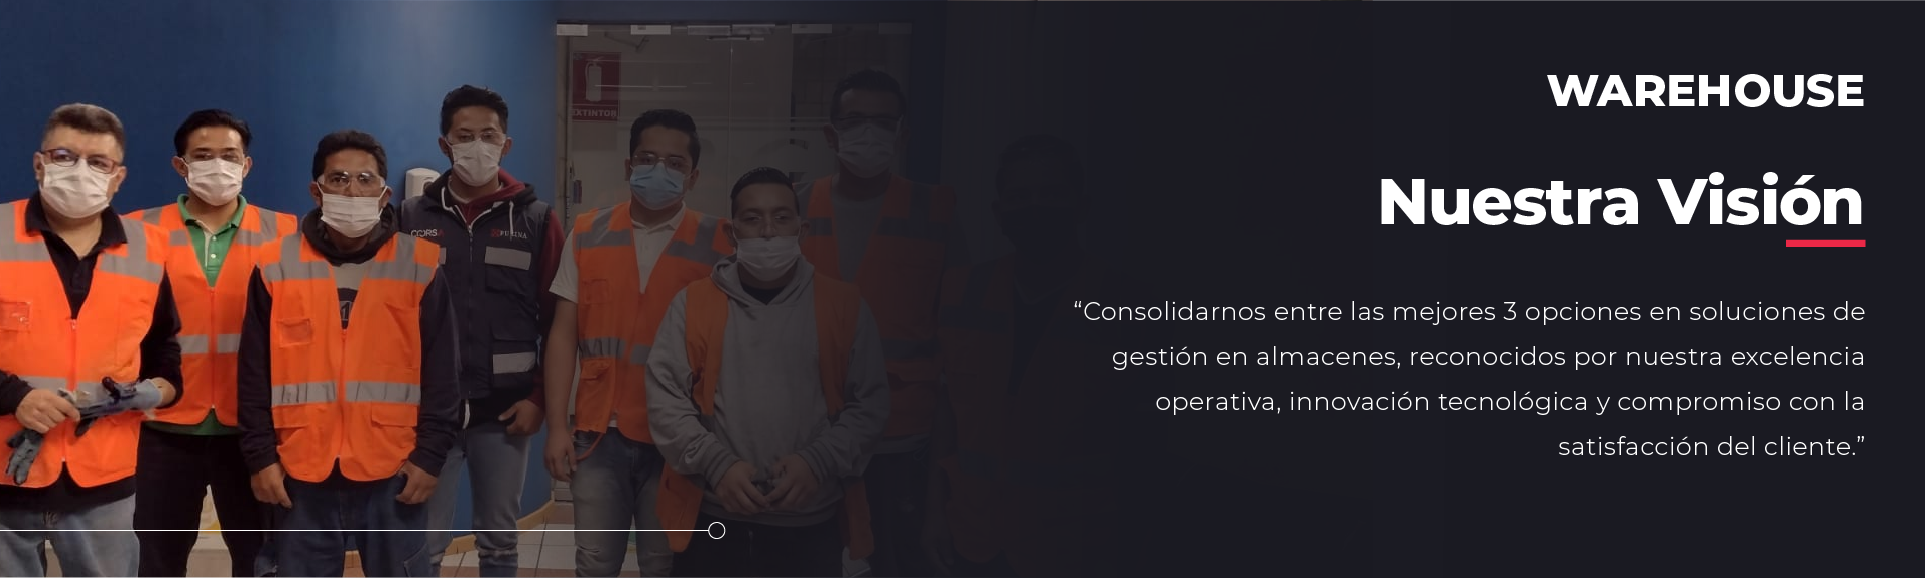 WAREHOUSE
Nuestra Visión
“Consolidarnos entre las mejores 3 opciones en soluciones de
gestión en almacenes, reconocidos por nuestra excelencia
operativa, innovación tecnológica y compromiso con la
satisfacción del cliente.”
EXTINTOR
CORSA
PURINA
1